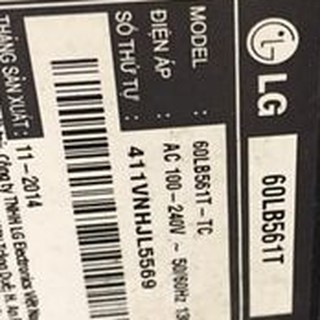 LG 60LB561T
MODEL : 60LB561T-TC
ĐIỆN ÁP : AC 100-240V ~ 50/60Hz
SỐ THỨ TỰ : 411VNHJL5569
THÁNG SẢN XUẤT : 11-2014
Công ty TNHH LG Electronics Việt